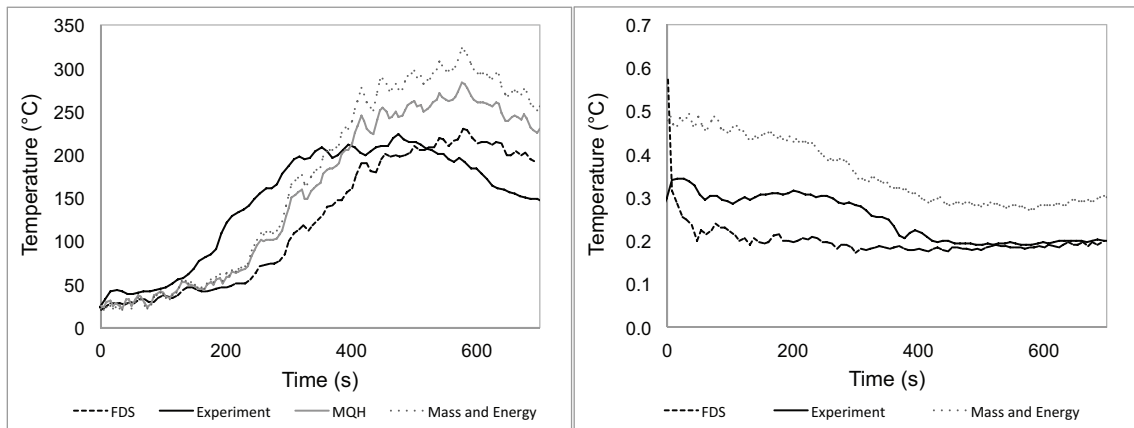 350
300
250
200
150
100
50
0
Temperature (°C)
0 200 400 600
Time (s)
FDS Experiment MQH Mass and Energy
0.7
0.6
0.5
0.4
0.3
0.2
0.1
0.0
Temperature (°C)
0 200 400 600
Time (s)
FDS Experiment Mass and Energy